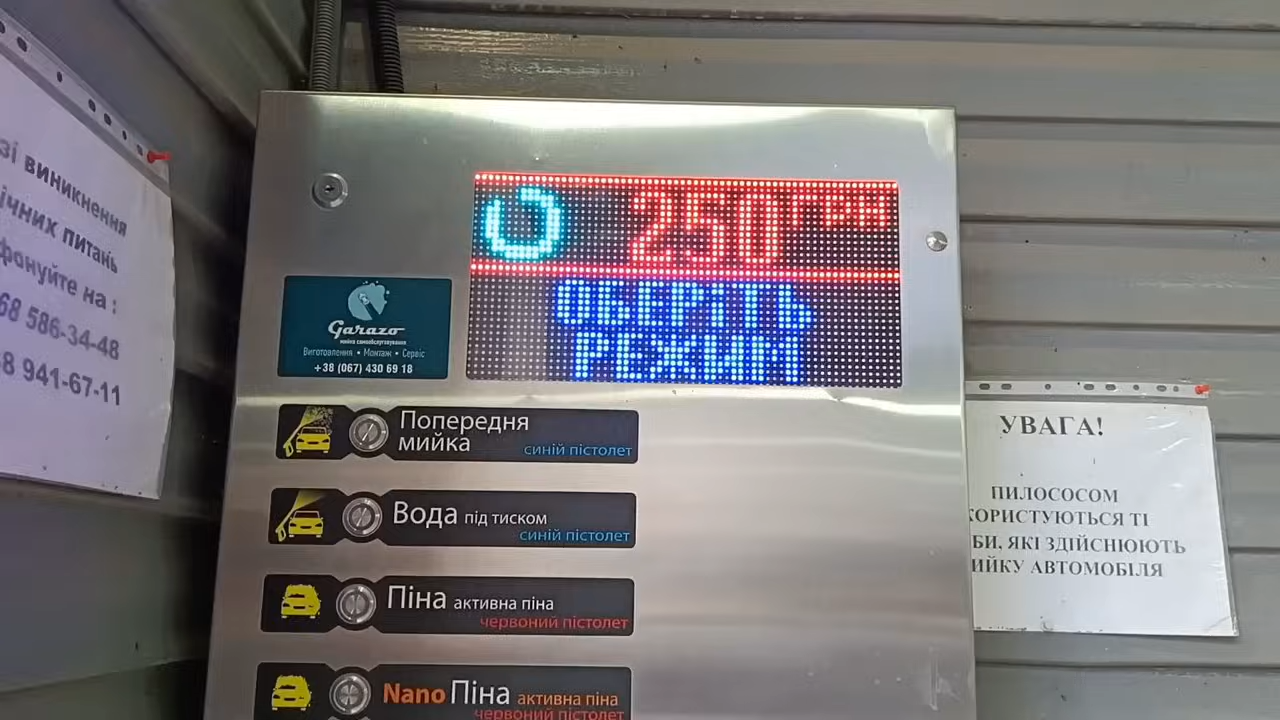 зі виникнення
ічних питань
фонуйте на :
68 586-34-48
8 941-67-11
250 грн
ОБЕРіТЬ
РЕЖИМ
Garazo
мийка самообслуговування
Виготовлення • Монтаж • Сервіс
+38 (067) 430 69 18
Попередня
мийка
синій пістолет
Вода під тиском
синій пістолет
Піна активна піна
червоний пістолет
Nano Піна активна піна
червоний пістолет
УВАГА!
ПИЛОСОСОМ
КОРИСТУЮТЬСЯ ТІ
БИ, ЯКІ ЗДІЙСНЮЮТЬ
ИЙКУ АВТОМОБІЛЯ